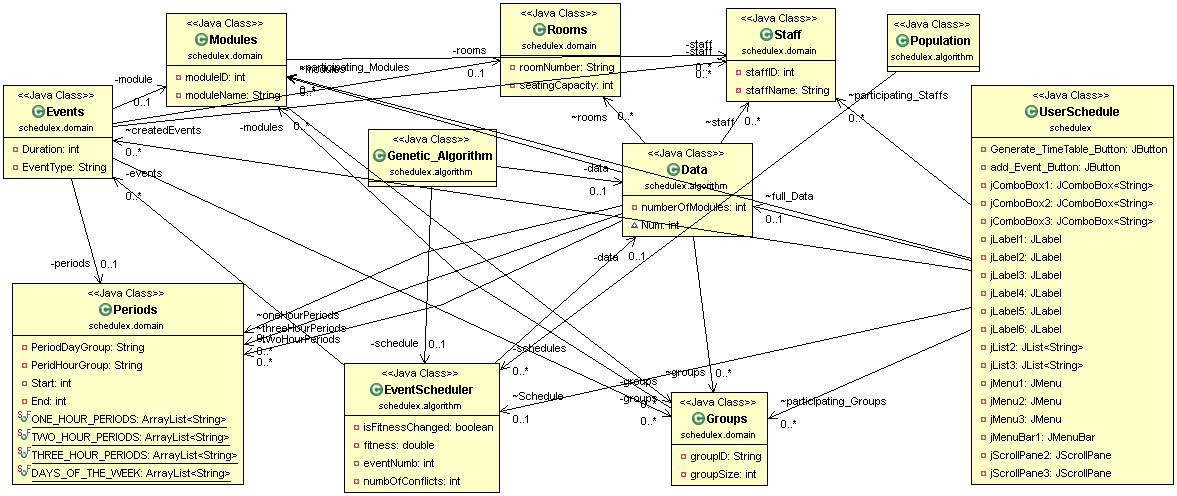 <<Java Class>>
Modules
schedulex.domain
moduleID: int
moduleName: String
<<Java Class>>
Rooms
schedulex.domain
roomNumber: String
seatingCapacity: int
<<Java Class>>
Staff
schedulex.domain
staffID: int
staffName: String
<<Java Class>>
Population
schedulex.algorithm
<<Java Class>>
Events
schedulex.domain
Duration: int
EventType: String
<<Java Class>>
Genetic_Algorithm
schedulex.algorithm
<<Java Class>>
Data
schedulex.algorithm
numberOfModules: int
Num: int
<<Java Class>>
UserSchedule
schedulex
Generate_TimeTable_Button: JButton
add_Event_Button: JButton
jComboBox1: JComboBox<String>
jComboBox2: JComboBox<String>
jComboBox3: JComboBox<String>
jLabel1: JLabel
jLabel2: JLabel
jLabel3: JLabel
jLabel4: JLabel
jLabel5: JLabel
jLabel6: JLabel
jList2: JList<String>
jList3: JList<String>
jMenu1: JMenu
jMenu2: JMenu
jMenu3: JMenu
jMenuBar1: JMenuBar
jScrollPane2: JScrollPane
jScrollPane3: JScrollPane
<<Java Class>>
Periods
schedulex.domain
PeriodDayGroup: String
PeridHourGroup: String
Start: int
End: int
ONE_HOUR_PERIODS: ArrayList<String>
TWO_HOUR_PERIODS: ArrayList<String>
THREE_HOUR_PERIODS: ArrayList<String>
DAYS_OF_THE_WEEK: ArrayList<String>
<<Java Class>>
EventScheduler
schedulex.algorithm
isFitnessChanged: boolean
fitness: double
eventNumb: int
numbOfConflicts: int
<<Java Class>>
Groups
schedulex.domain
groupID: String
groupSize: int
-module
0..1
-rooms
0..1
-staff
-staff
0..*
0..*
~participating_Modules
0..*
~createdEvents
0..*
-modules
0..*
-events
0..*
~rooms
0..*
~staff
0..*
~participating_Staffs
0..*
-data
0..1
~full_Data
0..1
-data
0..1
-periods
0..1
~oneHourPeriods
~threeHourPeriods
~twoHourPeriods
0..*
0..*
-schedule
0..1
-schedules
0..*
~Schedule
0..1
-groups
-groups
0..*
0..*
~groups
0..*
~participating_Groups
0..*